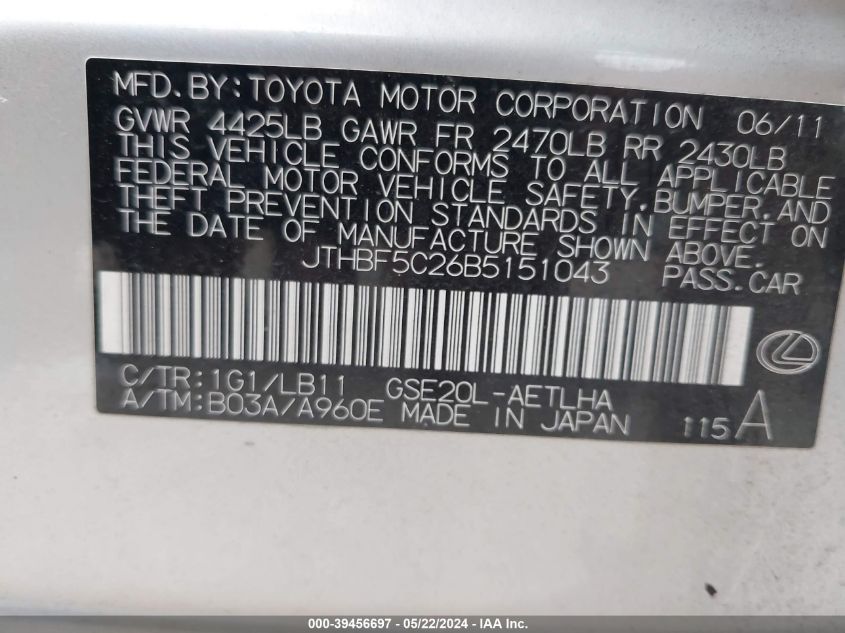 MFD.BY:TOYOTA MOTOR CORPORATION 06/11
GVWR 4425LB GAWR FR 2470LB RR 2430LB
THIS VEHICLE CONFORMS TO ALL APPLICABLE
FEDERAL MOTOR VEHICLE SAFETY,BUMPER,AND
THEFT PREVENTION STANDARDS IN EFFECT ON
THE DATE OF MANUFACTURE SHOWN ABOVE.
JTHBF5C26B5151043 PASS.CAR
C/TR:1G1/LB11 GSE20L-AETLHA
A/TM:B03A/A960E MADE IN JAPAN 115A
000-39456697 - 05/22/2024 - IAA Inc.